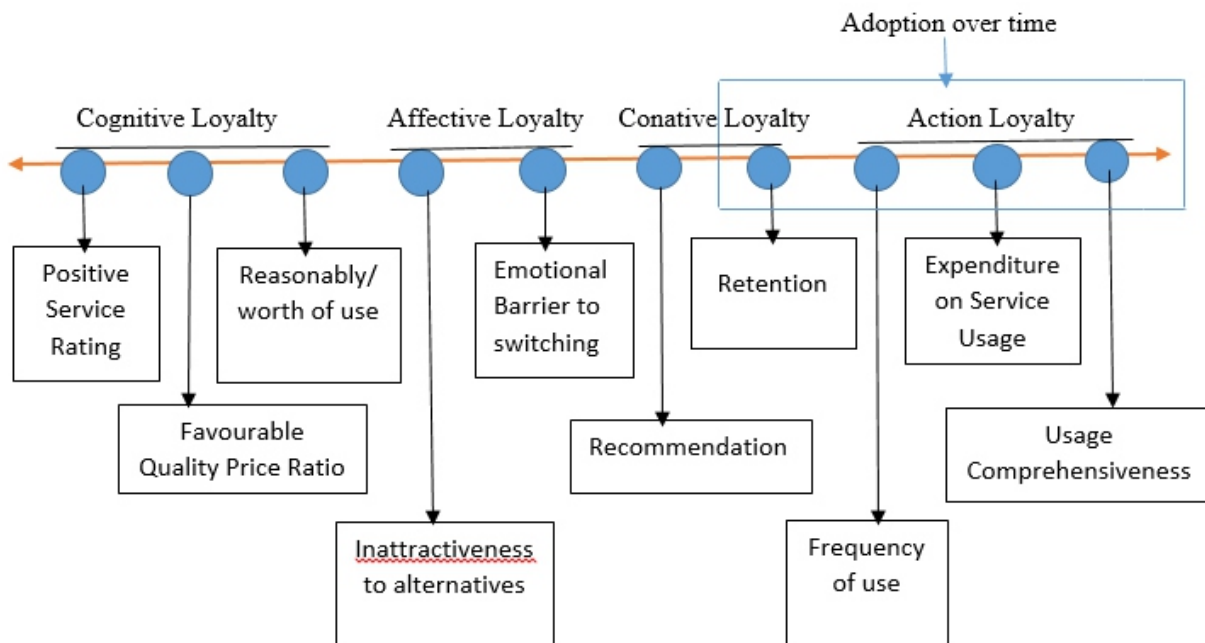 Adoption over time
Cognitive Loyalty
Affective Loyalty
Conative Loyalty
Action Loyalty
Positive
Service
Rating
Reasonably/
worth of use
Emotional
Barrier to
switching
Retention
Expenditure
on Service
Usage
Favourable
Quality Price Ratio
Recommendation
Usage
Comprehensiveness
Inattractiveness
to alternatives
Frequency
of use